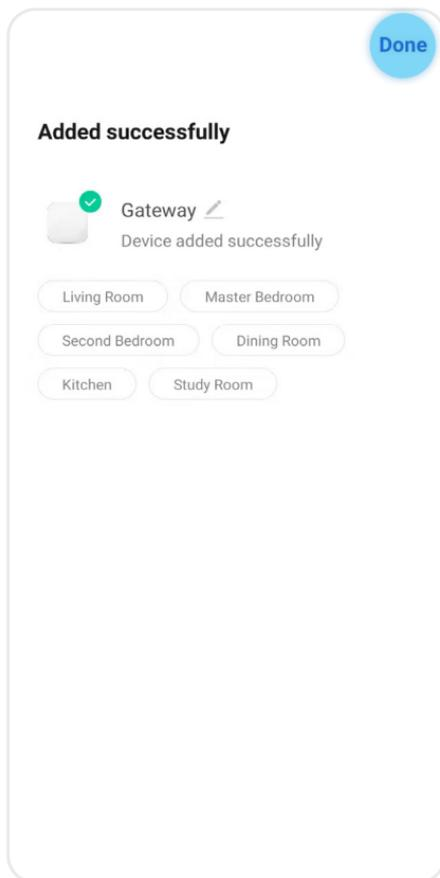 Done
Added successfully
Gateway
Device added successfully
Living Room
Master Bedroom
Second Bedroom
Dining Room
Kitchen
Study Room